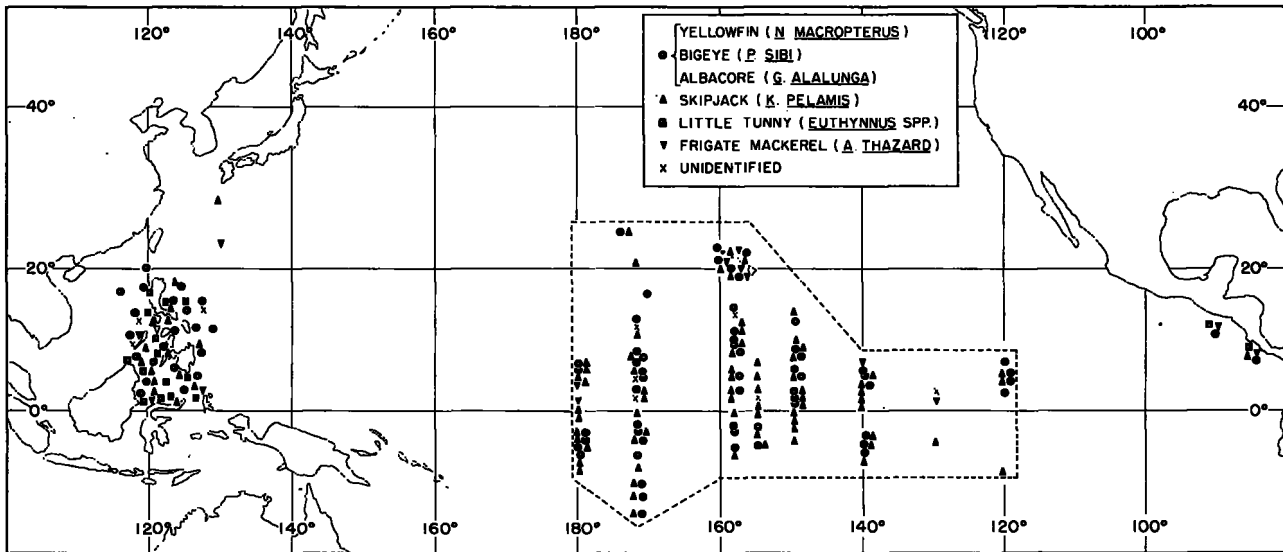 120° 140° 160° 180° 160° 140° 120° 100°
YELLOWFIN (N MACROPTERUS)
BIGEYE (P. SIBI)
ALBACORE (G. ALALUNGA)
SKIPJACK (K. PELAMIS)
LITTLE TUNNY (EUTHYNNUS SPP.)
FRIGATE MACKEREL (A. THAZARD)
UNIDENTIFIED
40° 40°
20° 20°
0° 0°
120° 140° 160° 180° 160° 140° 120° 100°